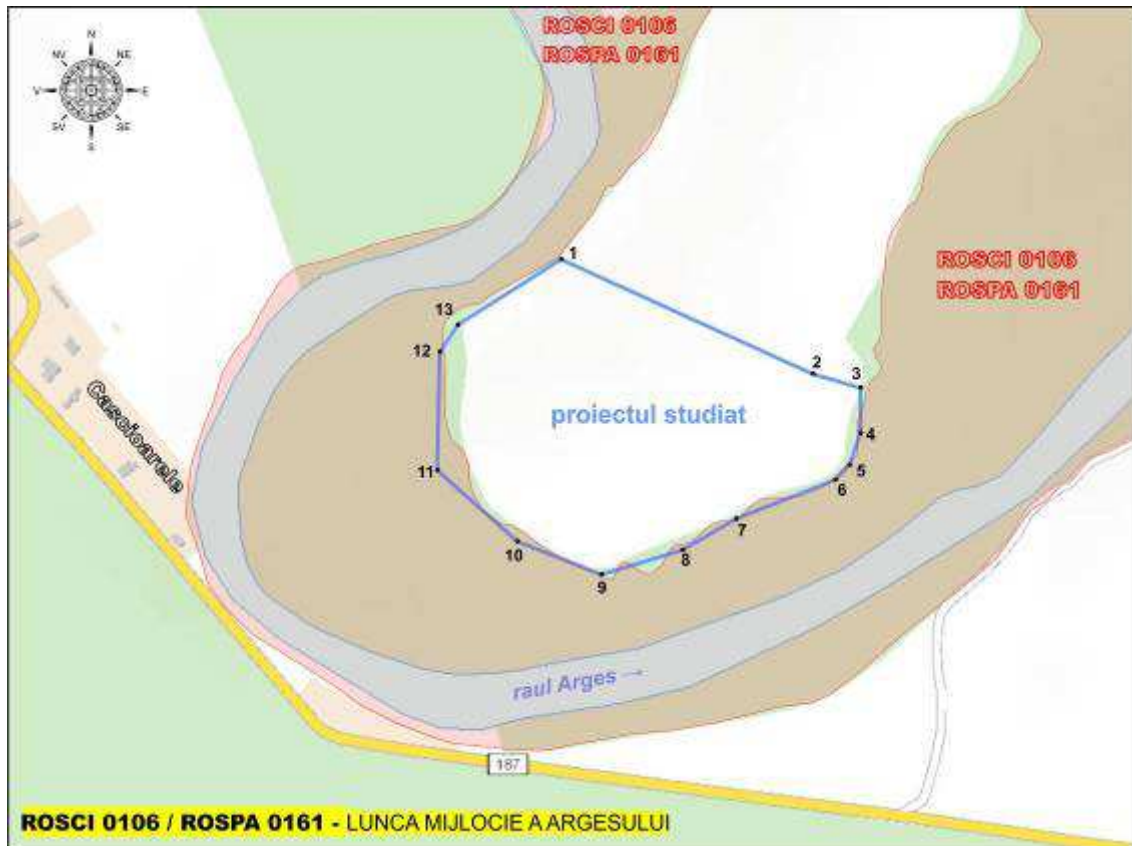 ROSCI 0106
ROSPA 0161
N
NV
NE
V
E
SV
SE
S
1
ROSCI 0106
ROSPA 0161
13
12
2
3
Cascioarele
proiectul studiat
4
11
5
6
7
10
8
9
raul Arges →
187
ROSCI 0106 / ROSPA 0161 - LUNCA MIJLOCIE A ARGESULUI